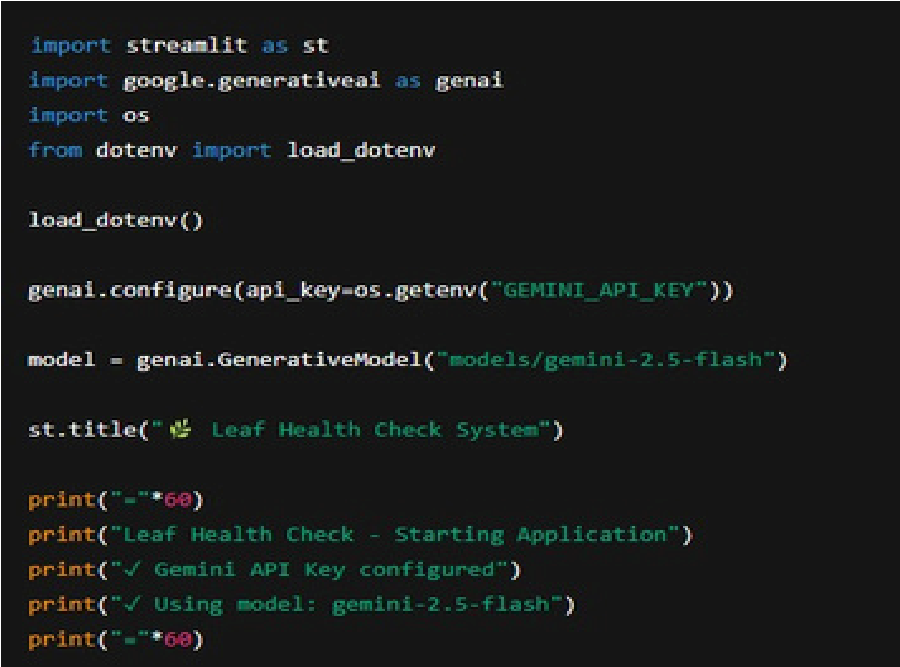 import streamlit as st
import google.generativeai as genai
import os
from dotenv import load_dotenv
load_dotenv()
genai.configure(api_key=os.getenv("GEMINI_API_KEY"))
model = genai.GenerativeModel("models/gemini-2.5-flash")
st.title("🌿 Leaf Health Check System")
print("="*60)
print("Leaf Health Check - Starting Application")
print("✓ Gemini API Key configured")
print("✓ Using model: gemini-2.5-flash")
print("="*60)